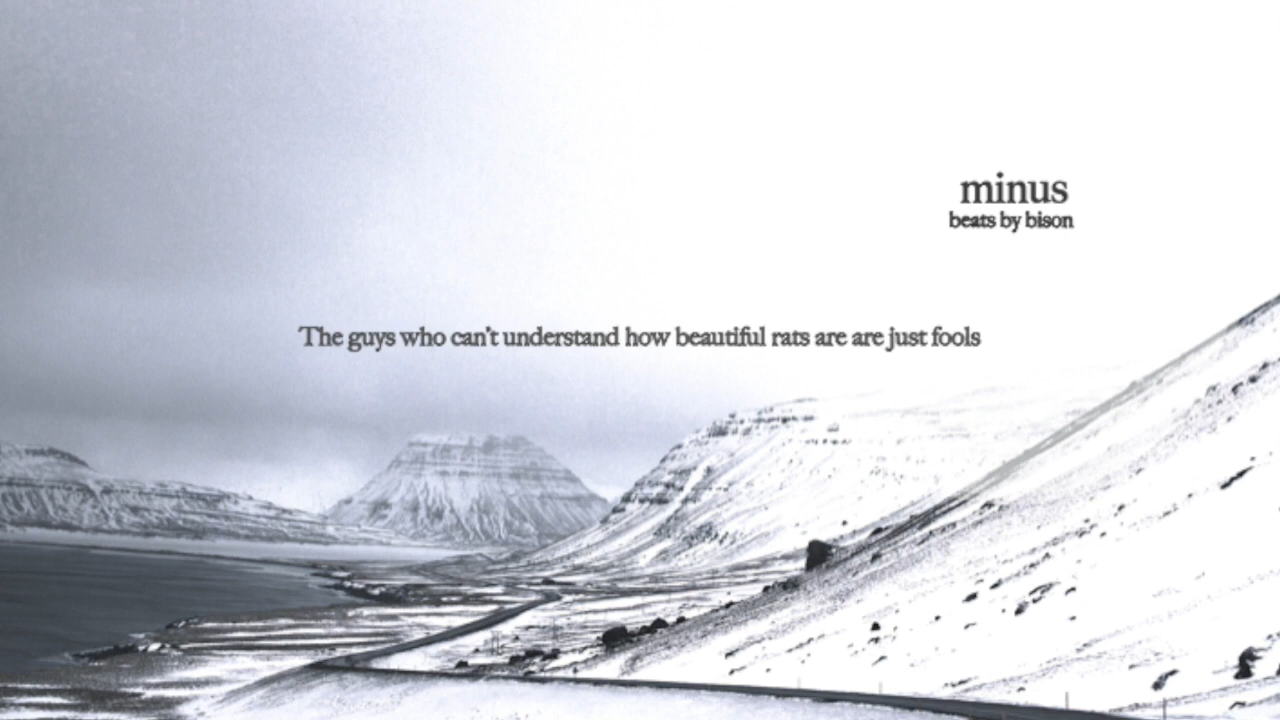 minus
beats by bison
The guys who can't understand how beautiful rats are are just fools